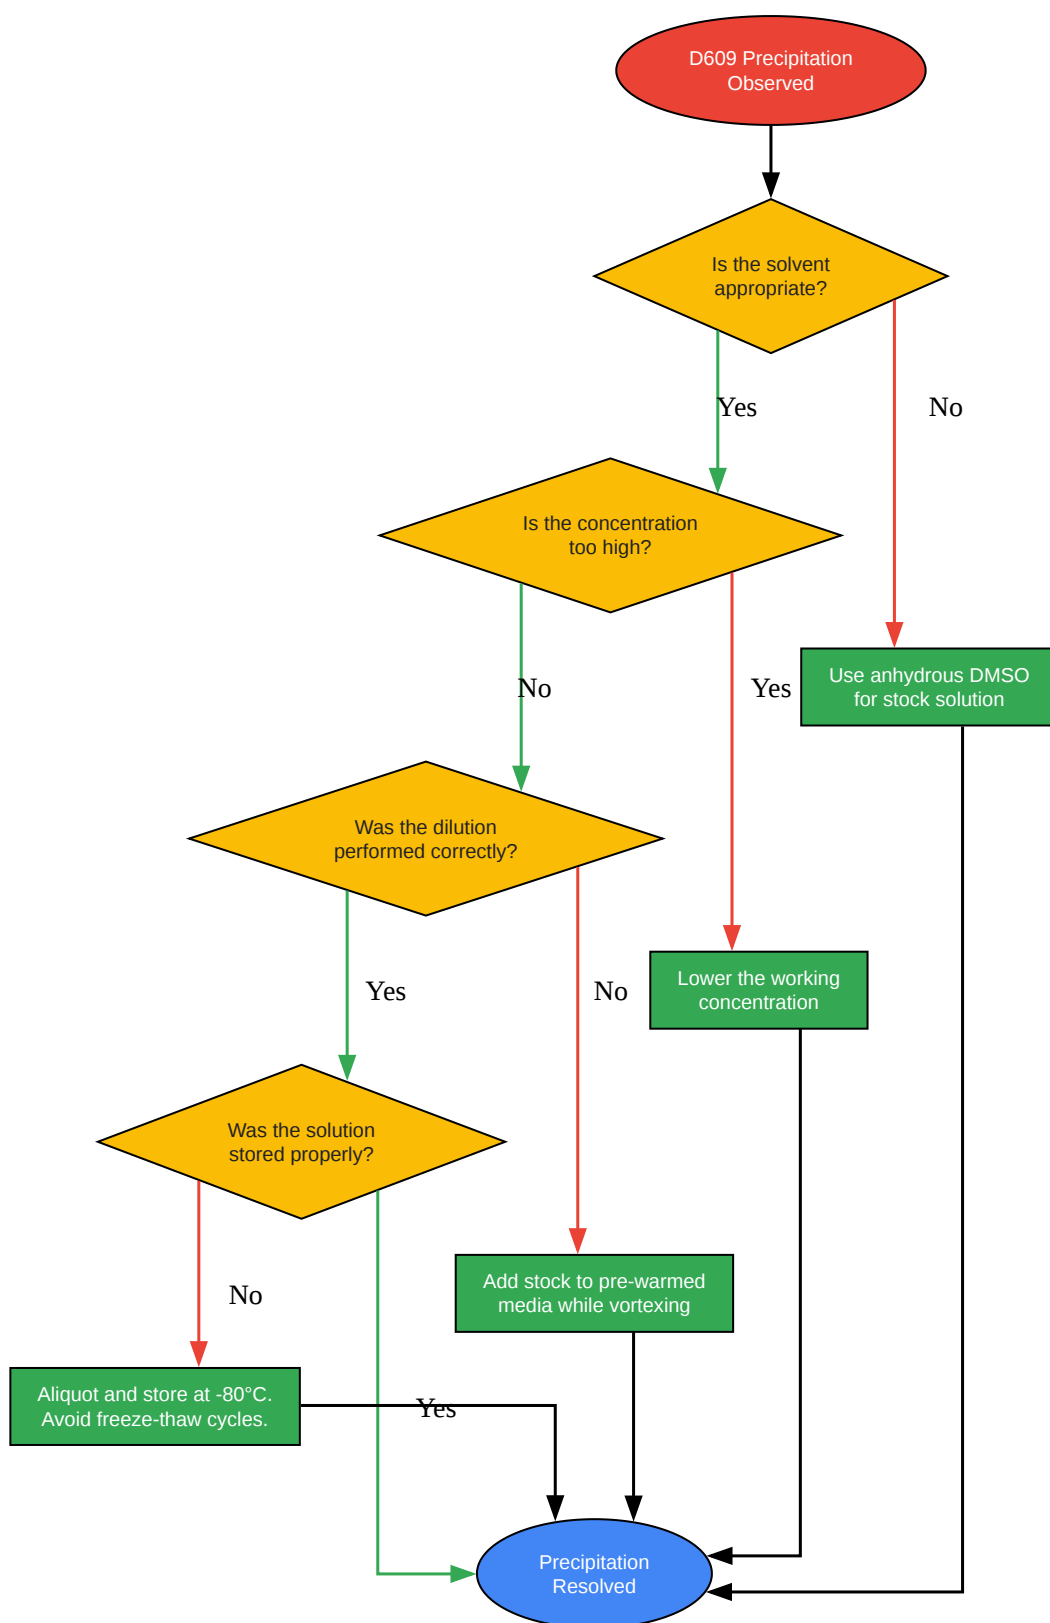 D609 Precipitation
Observed
Is the solvent
appropriate?
Yes
No
Is the concentration
too high?
No
Yes
Use anhydrous DMSO
for stock solution
Was the dilution
performed correctly?
Yes
No
Lower the working
concentration
Was the solution
stored properly?
No
Add stock to pre-warmed
media while vortexing
Aliquot and store at -80°C.
Avoid freeze-thaw cycles.
Yes
Precipitation
Resolved